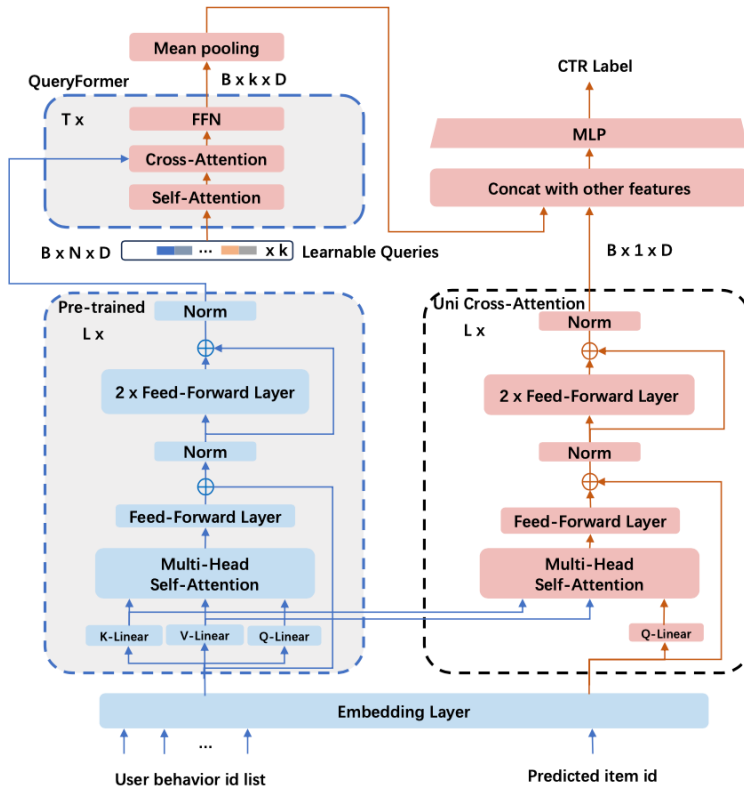 Mean pooling
QueryFormer
B x k x D
T x
FFN
Cross-Attention
Self-Attention
B x N x D
... x k
Learnable Queries
CTR Label
MLP
Concat with other features
B x 1 x D
Pre-trained
L x
Norm
2 x Feed-Forward Layer
Norm
Feed-Forward Layer
Multi-Head
Self-Attention
K-Linear
V-Linear
Q-Linear
Uni Cross-Attention
L x
Norm
2 x Feed-Forward Layer
Norm
Feed-Forward Layer
Multi-Head
Self-Attention
Q-Linear
Embedding Layer
...
User behavior id list
Predicted item id